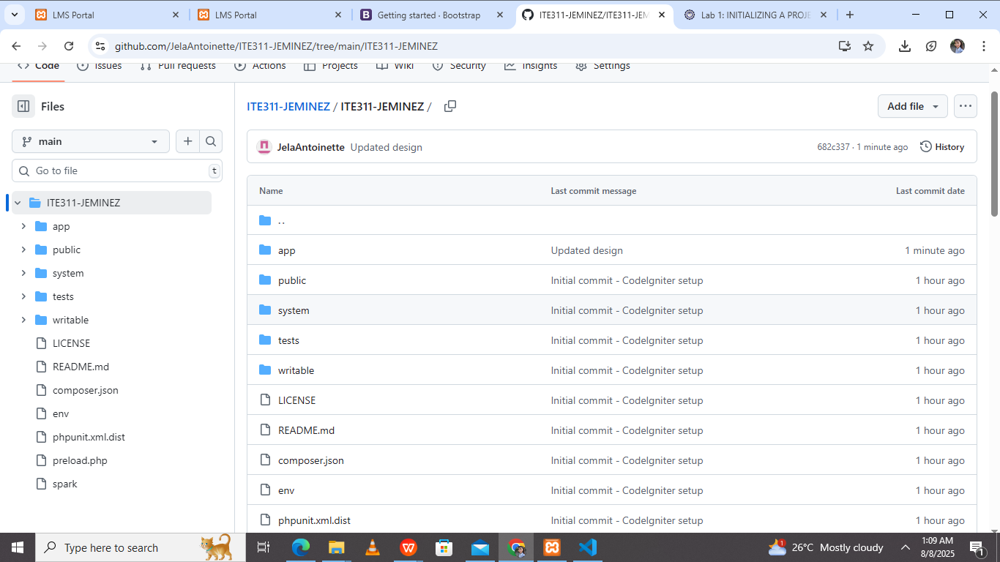 LMS Portal
LMS Portal
Getting started · Bootstrap
ITE311-JEMINEZ/ITE311-JEM
Lab 1: INITIALIZING A PROJE
github.com/JelaAntoinette/ITE311-JEMINEZ/tree/main/ITE311-JEMINEZ
Code Issues Pull requests Actions Projects Wiki Security Insights Settings
Files
ITE311-JEMINEZ / ITE311-JEMINEZ /
Add file
main
Go to file
t
JelaAntoinette Updated design
682c337 · 1 minute ago
History
ITE311-JEMINEZ
app
public
system
tests
writable
LICENSE
README.md
composer.json
env
phpunit.xml.dist
preload.php
spark
Name Last commit message Last commit date
..
app Updated design 1 minute ago
public Initial commit - CodeIgniter setup 1 hour ago
system Initial commit - CodeIgniter setup 1 hour ago
tests Initial commit - CodeIgniter setup 1 hour ago
writable Initial commit - CodeIgniter setup 1 hour ago
LICENSE Initial commit - CodeIgniter setup 1 hour ago
README.md Initial commit - CodeIgniter setup 1 hour ago
composer.json Initial commit - CodeIgniter setup 1 hour ago
env Initial commit - CodeIgniter setup 1 hour ago
phpunit.xml.dist Initial commit - CodeIgniter setup 1 hour ago
Type here to search
1
26°C Mostly cloudy
1:09 AM
8/8/2025
1